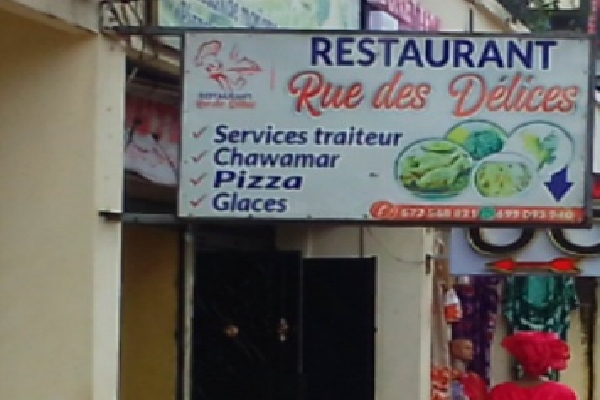 RESTAURANT
Rue des Délices
Services traiteur
Chawamar
Pizza
Glaces